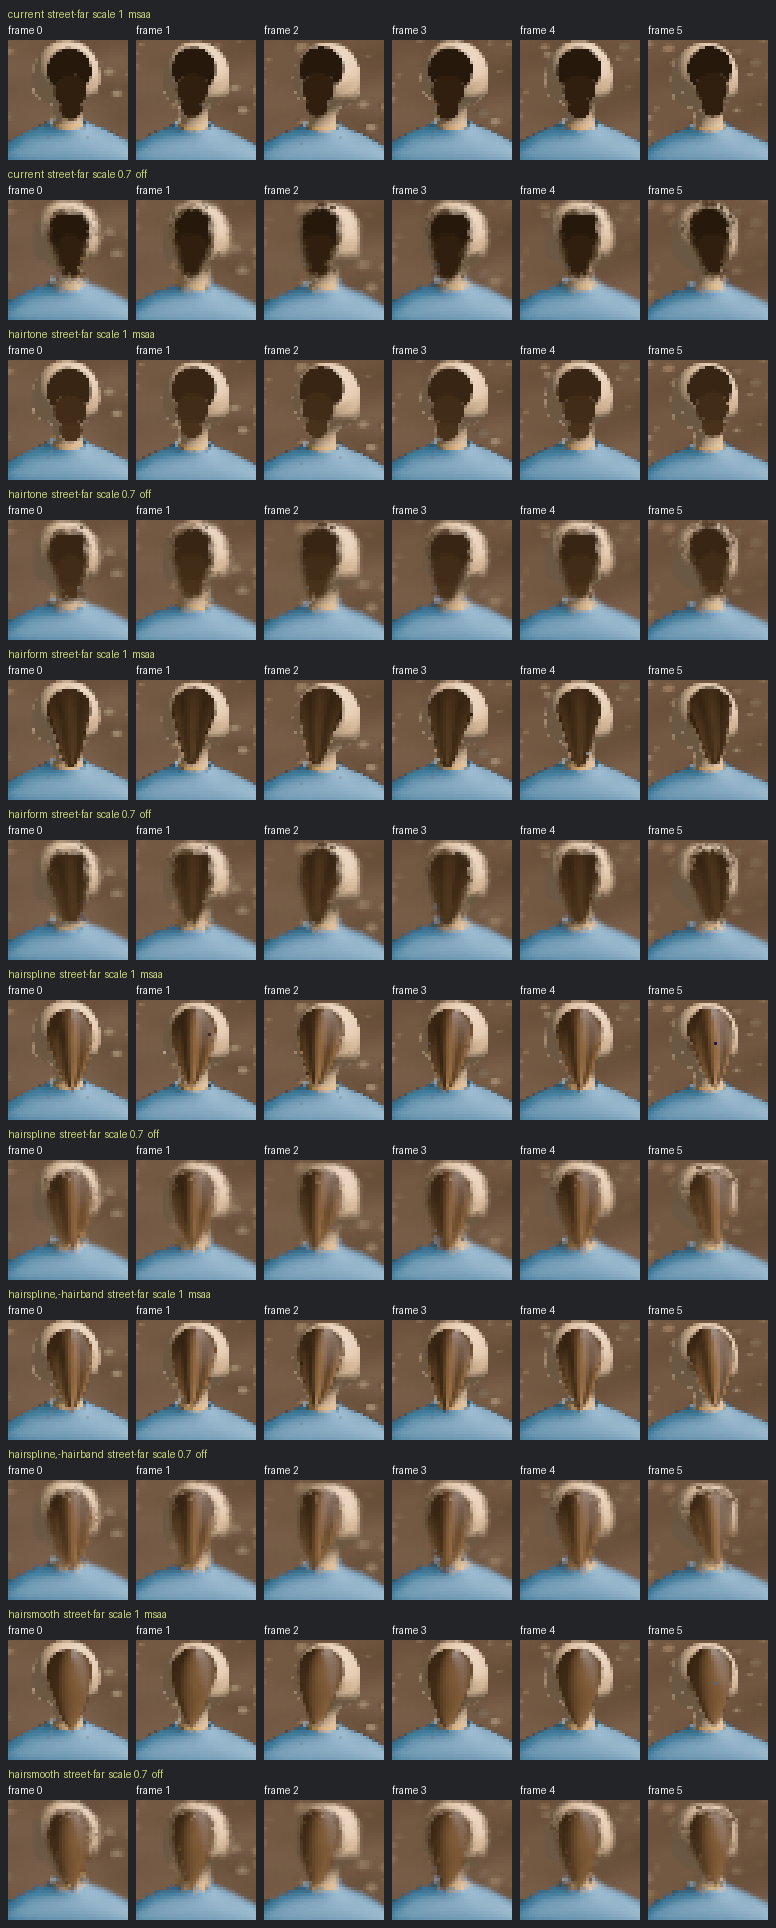 current street-far scale 1 msaa
frame 0 frame 1 frame 2 frame 3 frame 4 frame 5
current street-far scale 0.7 off
frame 0 frame 1 frame 2 frame 3 frame 4 frame 5
hairtone street-far scale 1 msaa
frame 0 frame 1 frame 2 frame 3 frame 4 frame 5
hairtone street-far scale 0.7 off
frame 0 frame 1 frame 2 frame 3 frame 4 frame 5
hairform street-far scale 1 msaa
frame 0 frame 1 frame 2 frame 3 frame 4 frame 5
hairform street-far scale 0.7 off
frame 0 frame 1 frame 2 frame 3 frame 4 frame 5
hairspline street-far scale 1 msaa
frame 0 frame 1 frame 2 frame 3 frame 4 frame 5
hairspline street-far scale 0.7 off
frame 0 frame 1 frame 2 frame 3 frame 4 frame 5
hairspline,-hairband street-far scale 1 msaa
frame 0 frame 1 frame 2 frame 3 frame 4 frame 5
hairspline,-hairband street-far scale 0.7 off
frame 0 frame 1 frame 2 frame 3 frame 4 frame 5
hairsmooth street-far scale 1 msaa
frame 0 frame 1 frame 2 frame 3 frame 4 frame 5
hairsmooth street-far scale 0.7 off
frame 0 frame 1 frame 2 frame 3 frame 4 frame 5